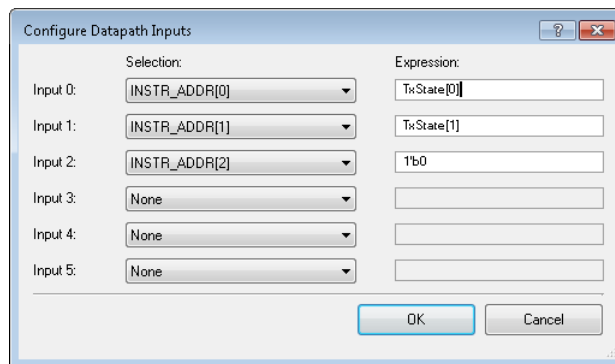 Configure Datapath Inputs
Selection: Expression:
Input 0: INSTR_ADDR[0] TxState[0]
Input 1: INSTR_ADDR[1] TxState[1]
Input 2: INSTR_ADDR[2] 1'b0
Input 3: None
Input 4: None
Input 5: None
OK Cancel